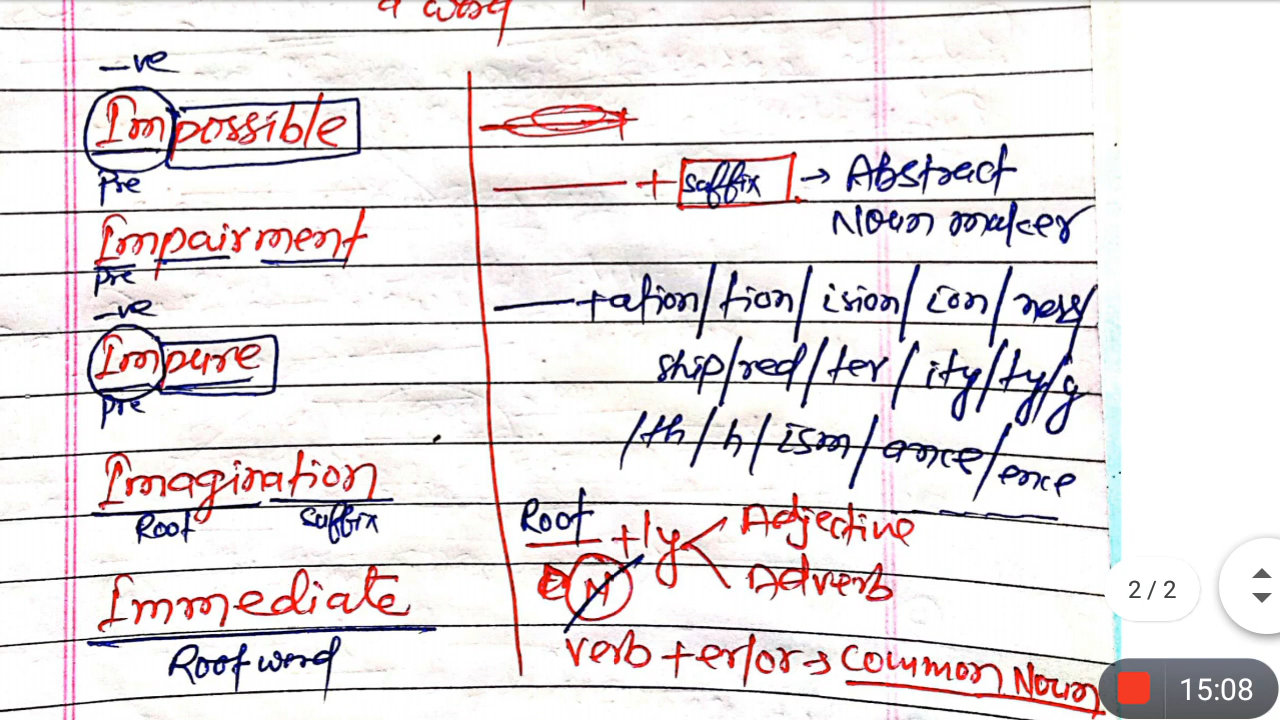 a word
-ve
Impossible
Pre
Impairment
Pre
-ve
Impure
Pre
Imagination
Root suffix
Immediate
Root word
+ suffix → Abstract
Noun maker
+ation/tion/ision/ion/ness/
ship/red/ter/ity/ty/y
/th/h/ism/ance/ence
Root +ly Adjective
Adverb
N
verb + er/or → Common Noun
2 / 2
15:08